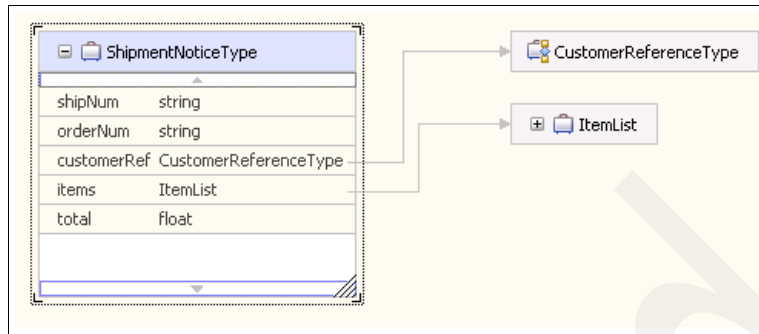 ShipmentNoticeType
shipNum string
orderNum string
customerRef CustomerReferenceType
items ItemList
total float
CustomerReferenceType
ItemList